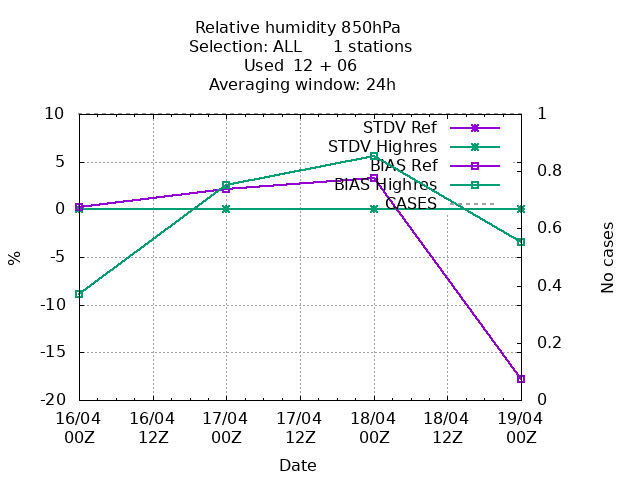 Relative humidity 850hPa
Selection: ALL 1 stations
Used 12 + 06
Averaging window: 24h
STDV Ref
STDV Highres
BIAS Ref
BIAS Highres
CASES
10
5
0
-5
-10
-15
-20
%
1
0.8
0.6
0.4
0.2
0
No cases
16/04 16/04 17/04 17/04 18/04 18/04 19/04
00Z 12Z 00Z 12Z 00Z 12Z 00Z
Date